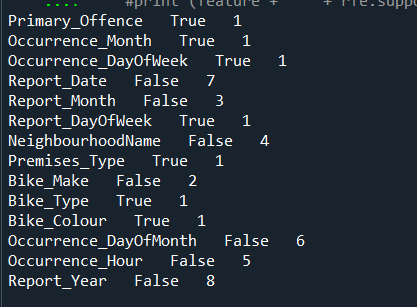 #print (feature +     + rfe.suppo
Primary_Offence   True   1
Occurrence_Month   True   1
Occurrence_DayOfWeek   True   1
Report_Date   False   7
Report_Month   False   3
Report_DayOfWeek   True   1
NeighbourhoodName   False   4
Premises_Type   True   1
Bike_Make   False   2
Bike_Type   True   1
Bike_Colour   True   1
Occurrence_DayOfMonth   False   6
Occurrence_Hour   False   5
Report_Year   False   8